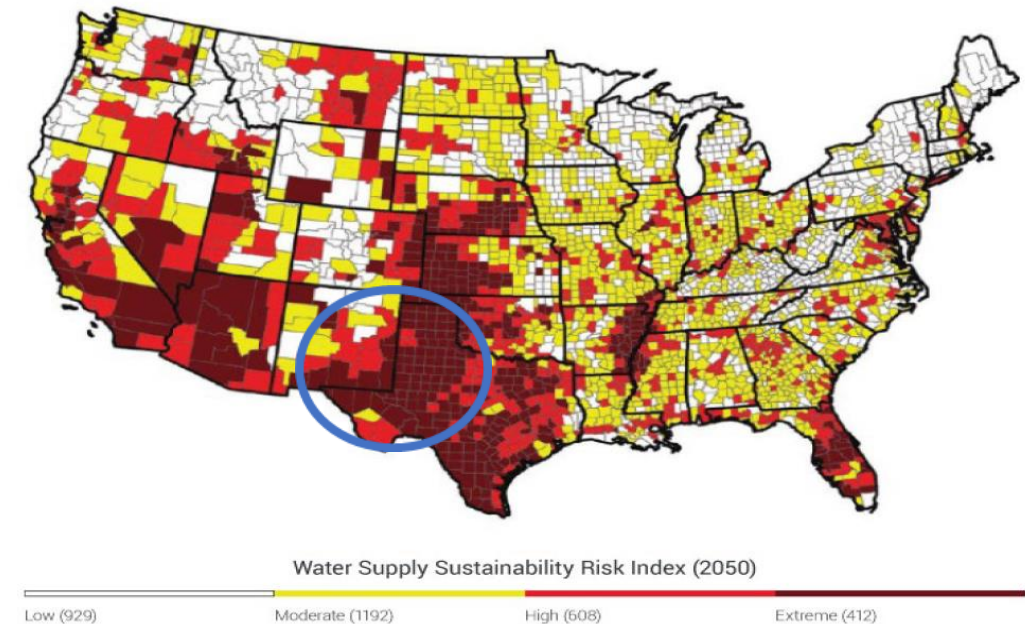 Water Supply Sustainability Risk Index (2050)
Low (929) Moderate (1192) High (608) Extreme (412)